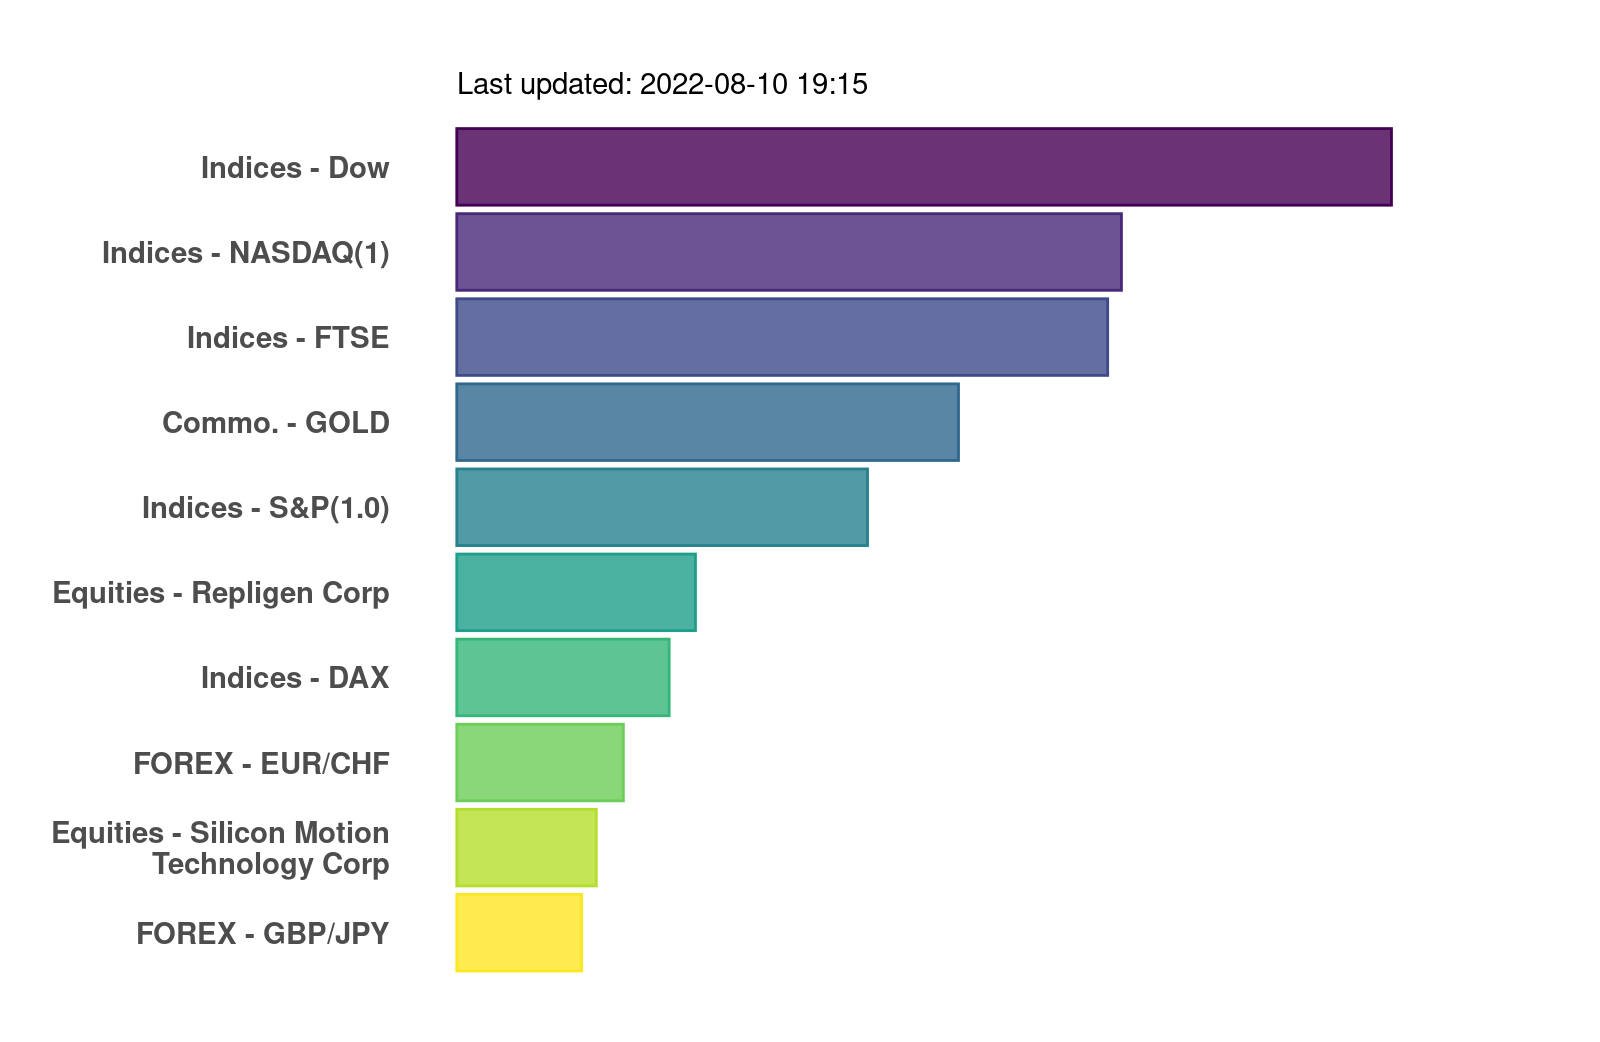 Last updated: 2022-08-10 19:15
Indices - Dow
Indices - NASDAQ(1)
Indices - FTSE
Commo. - GOLD
Indices - S&P(1.0)
Equities - Repligen Corp
Indices - DAX
FOREX - EUR/CHF
Equities - Silicon Motion
Technology Corp
FOREX - GBP/JPY